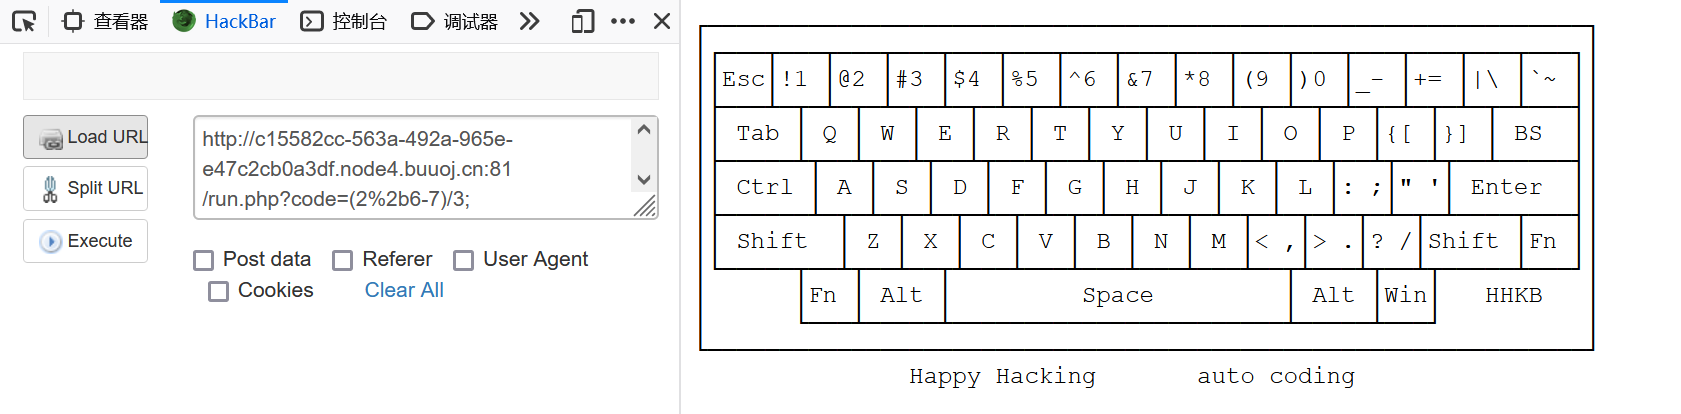 查看器 HackBar 控制台 调试器
Load URL
Split URL
Execute
http://c15582cc-563a-492a-965e-
e47c2cb0a3df.node4.buuoj.cn:81
/run.php?code=(2%2b6-7)/3;
Post data Referer User Agent
Cookies Clear All
Esc !1 @2 #3 $4 %5 ^6 &7 *8 (9 )0 _- += |\ `~
Tab Q W E R T Y U I O P {[ }] BS
Ctrl A S D F G H J K L : ; " ' Enter
Shift Z X C V B N M < , > . ? / Shift Fn
Fn Alt Space Alt Win HHKB
Happy Hacking auto coding